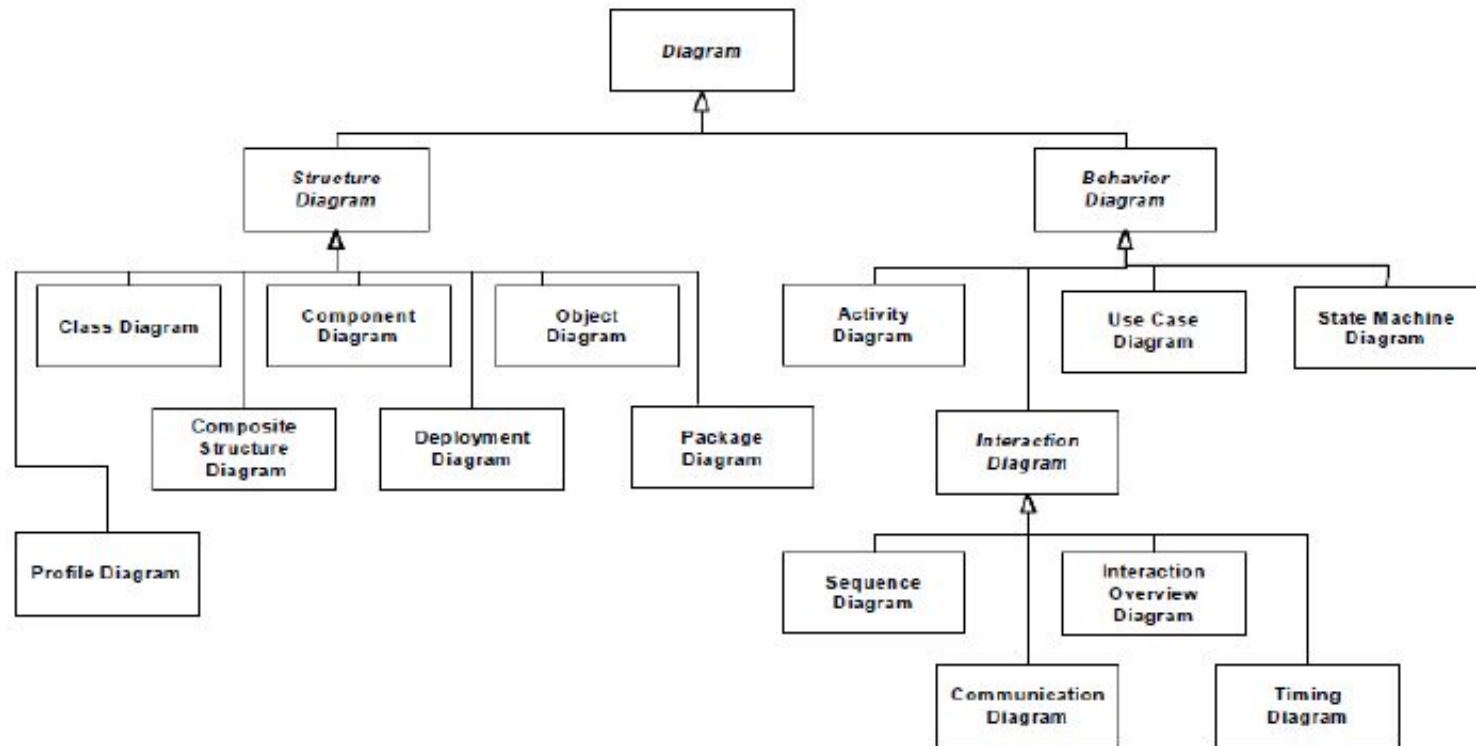 Diagram
Structure
Diagram
Behavior
Diagram
Class Diagram
Component
Diagram
Object
Diagram
Activity
Diagram
Use Case
Diagram
State Machine
Diagram
Composite
Structure
Diagram
Deployment
Diagram
Package
Diagram
Interaction
Diagram
Profile Diagram
Sequence
Diagram
Interaction
Overview
Diagram
Communication
Diagram
Timing
Diagram